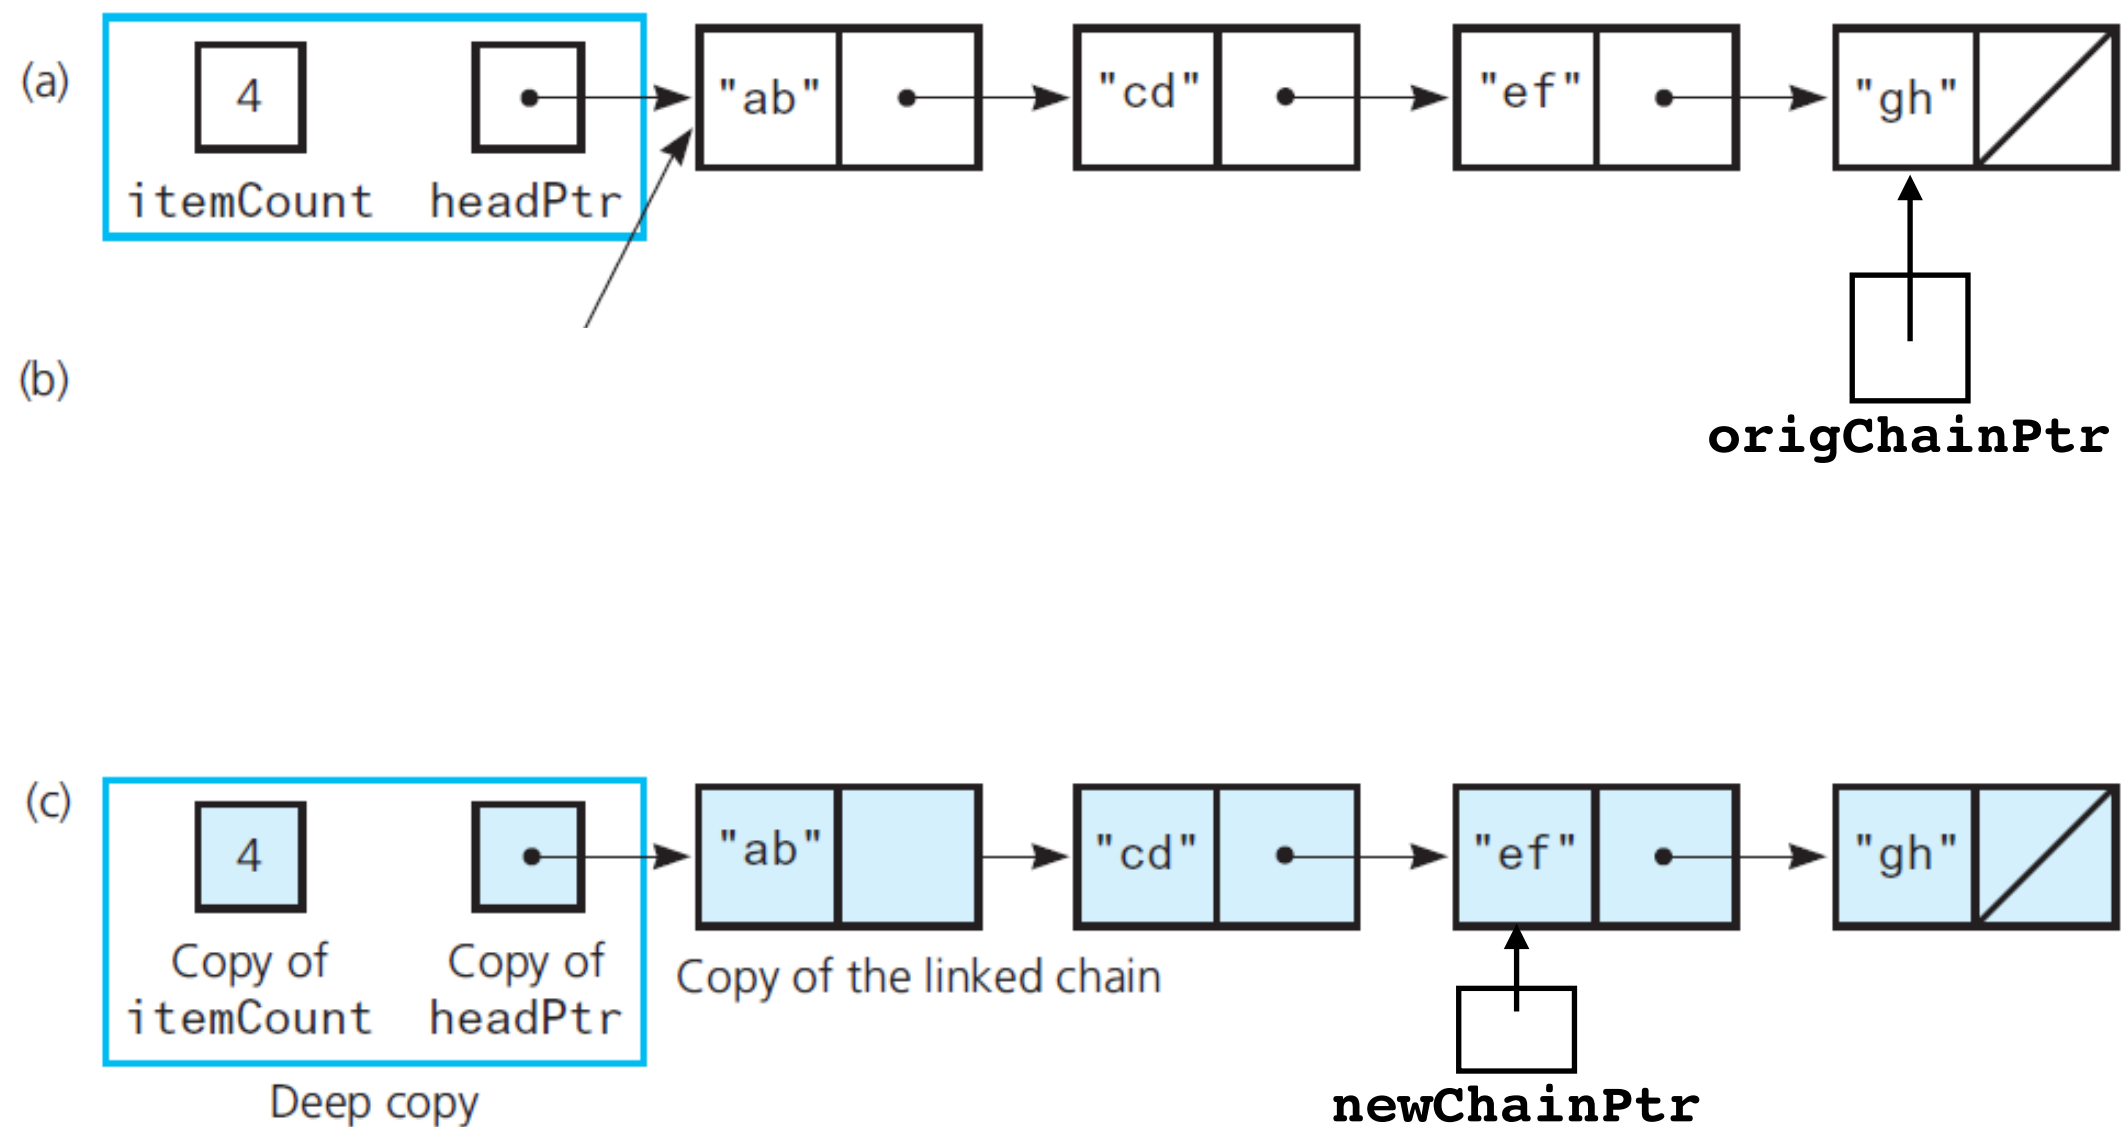 (a)
4
"ab"
"cd"
"ef"
"gh"
itemCount
headPtr
(b)
origChainPtr
(c)
4
"ab"
"cd"
"ef"
"gh"
Copy of
itemCount
Copy of
headPtr
Copy of the linked chain
Deep copy
newChainPtr